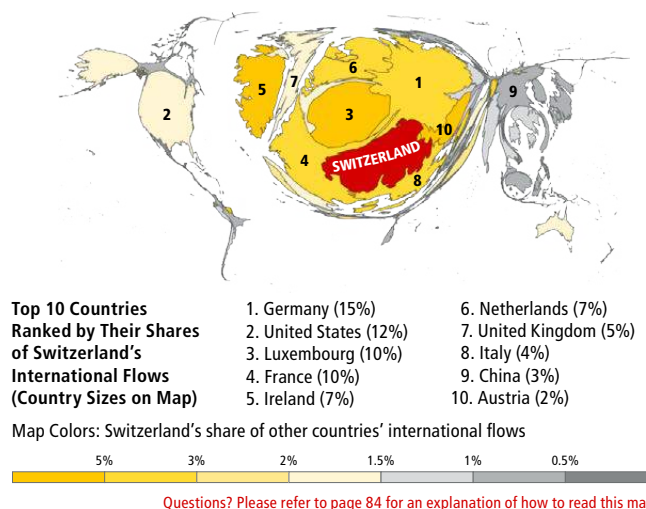 6
1
5
7
9
2
3
10
SWITZERLAND
4
8
Top 10 Countries
Ranked by Their Shares
of Switzerland's
International Flows
(Country Sizes on Map)
1. Germany (15%)
2. United States (12%)
3. Luxembourg (10%)
4. France (10%)
5. Ireland (7%)
6. Netherlands (7%)
7. United Kingdom (5%)
8. Italy (4%)
9. China (3%)
10. Austria (2%)
Map Colors: Switzerland's share of other countries' international flows
5% 3% 2% 1.5% 1% 0.5%
Questions? Please refer to page 84 for an explanation of how to read this ma